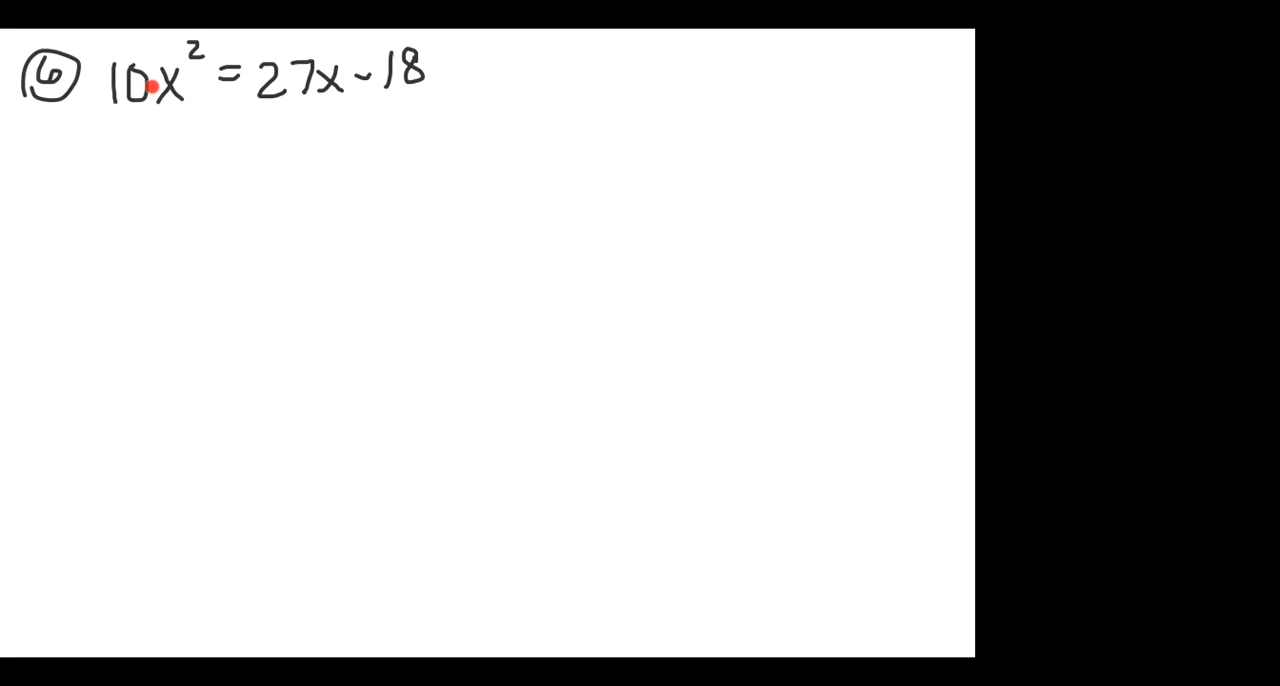 ⑥ 10x² = 27x - 18